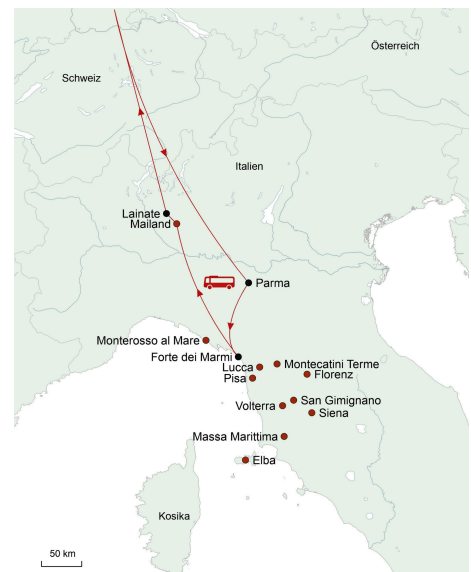 Österreich
Schweiz
Italien
Lainate
Mailand
Parma
Monterosso al Mare
Forte dei Marmi
Lucca
Montecatini Terme
Pisa
Florenz
San Gimignano
Volterra
Siena
Massa Marittima
Elba
Kosika
50 km